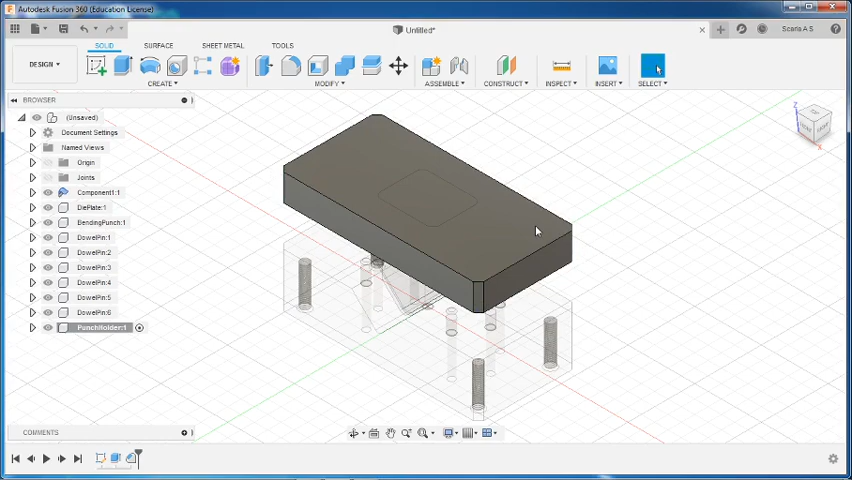 Autodesk Fusion 360 (Education License)
Untitled*
Scaria A S
SOLID SURFACE SHEET METAL TOOLS
DESIGN
CREATE MODIFY ASSEMBLE CONSTRUCT INSPECT INSERT SELECT
BROWSER
(Unsaved)
Document Settings
Named Views
Origin
Joints
Component1:1
DiePlate:1
BendingPunch:1
DowelPin:1
DowelPin:2
DowelPin:3
DowelPin:4
DowelPin:5
DowelPin:6
PunchHolder:1
Z
X
COMMENTS